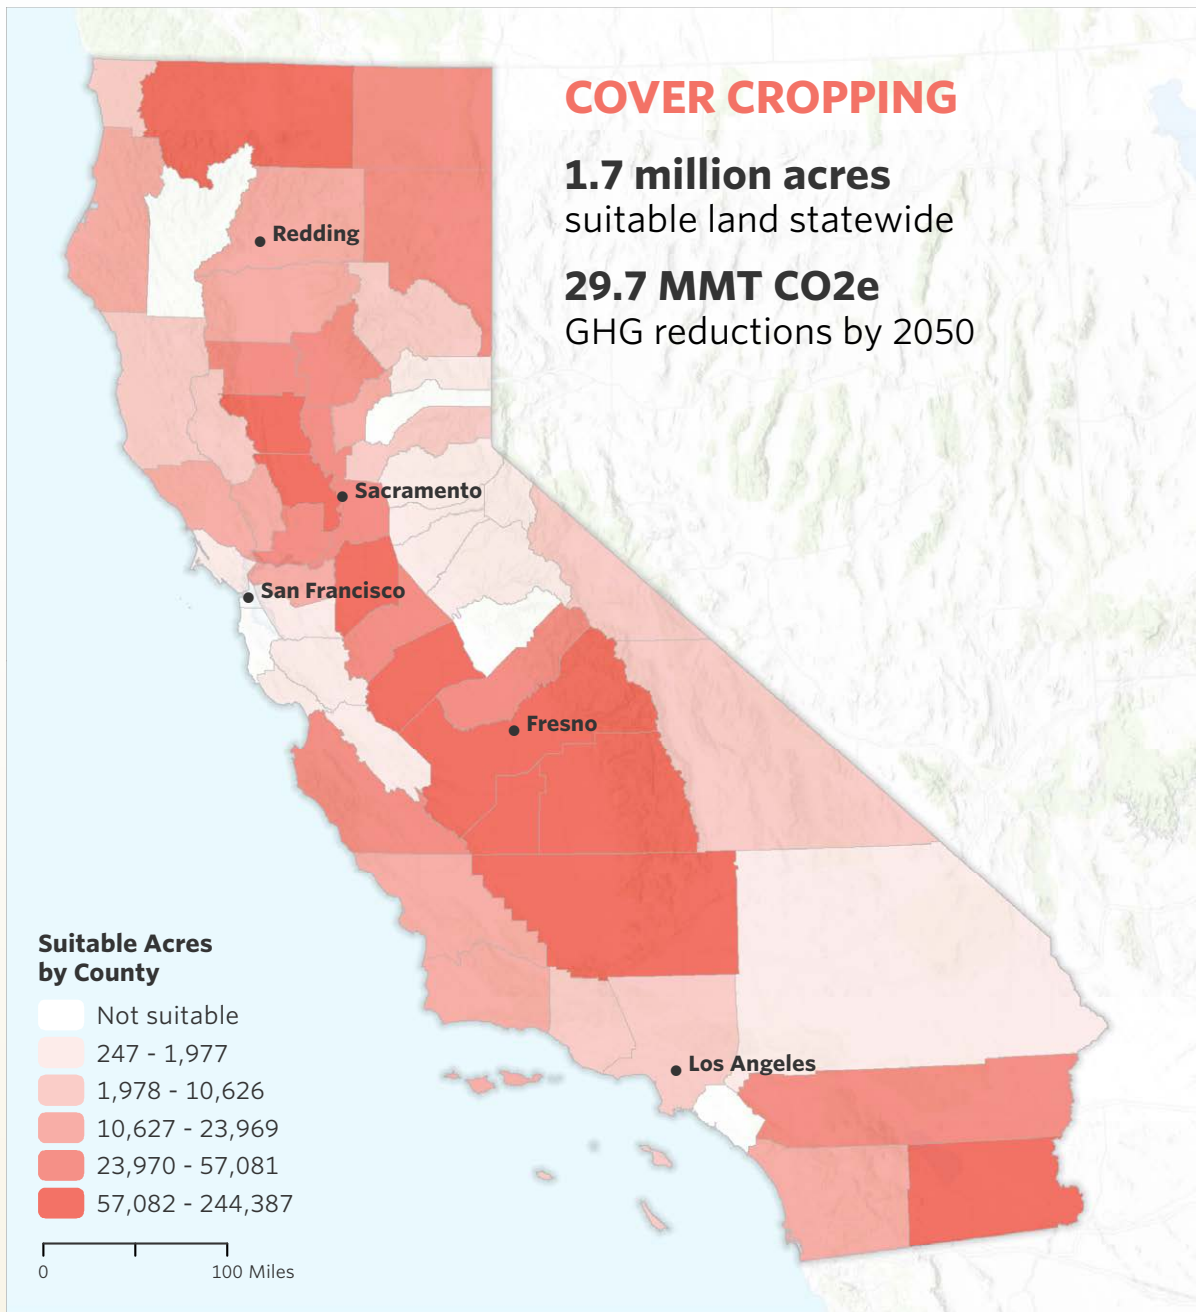 COVER CROPPING
1.7 million acres
suitable land statewide
29.7 MMT CO2e
GHG reductions by 2050
Redding
Sacramento
San Francisco
Fresno
Los Angeles
Suitable Acres
by County
Not suitable
247 - 1,977
1,978 - 10,626
10,627 - 23,969
23,970 - 57,081
57,082 - 244,387
0 100 Miles